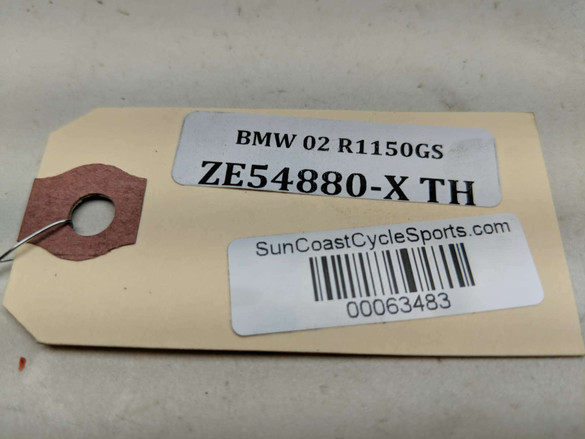 BMW 02 R1150GS
ZE54880-X TH
SunCoastCycleSports.com
00063483